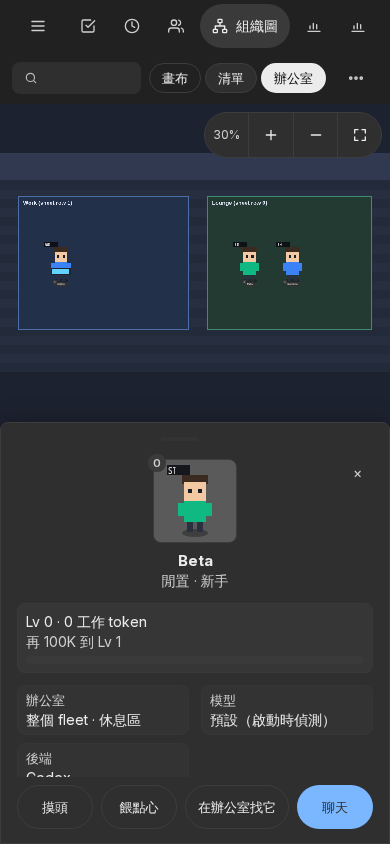 組織圖
畫布
清單
辦公室
30%
0
ST
Beta
閒置 · 新手
Lv 0 · 0 工作 token
再 100K 到 Lv 1
辦公室
整個 fleet · 休息區
模型
預設（啟動時偵測）
後端
Codex
摸頭
餵點心
在辦公室找它
聊天